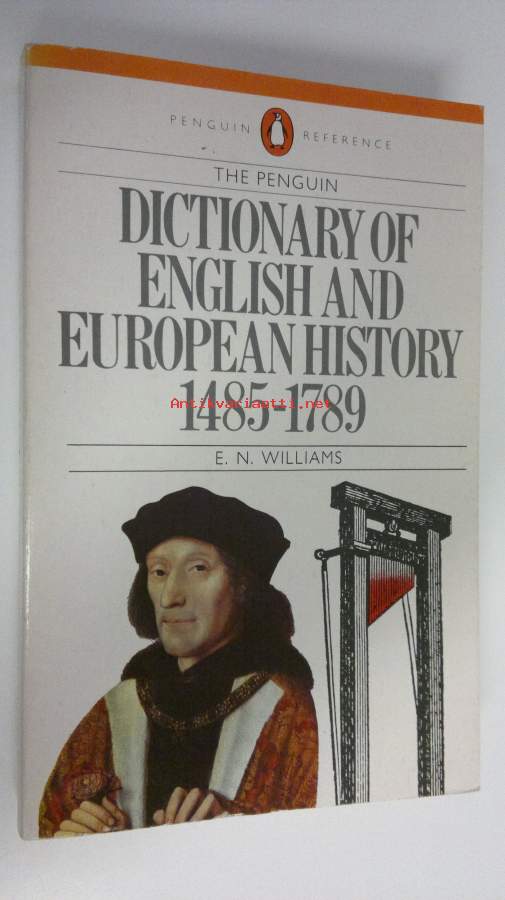 PENGUIN REFERENCE
THE PENGUIN
DICTIONARY OF
ENGLISH AND
EUROPEAN HISTORY
1485-1789
Antikvariaatti.net
E. N. WILLIAMS